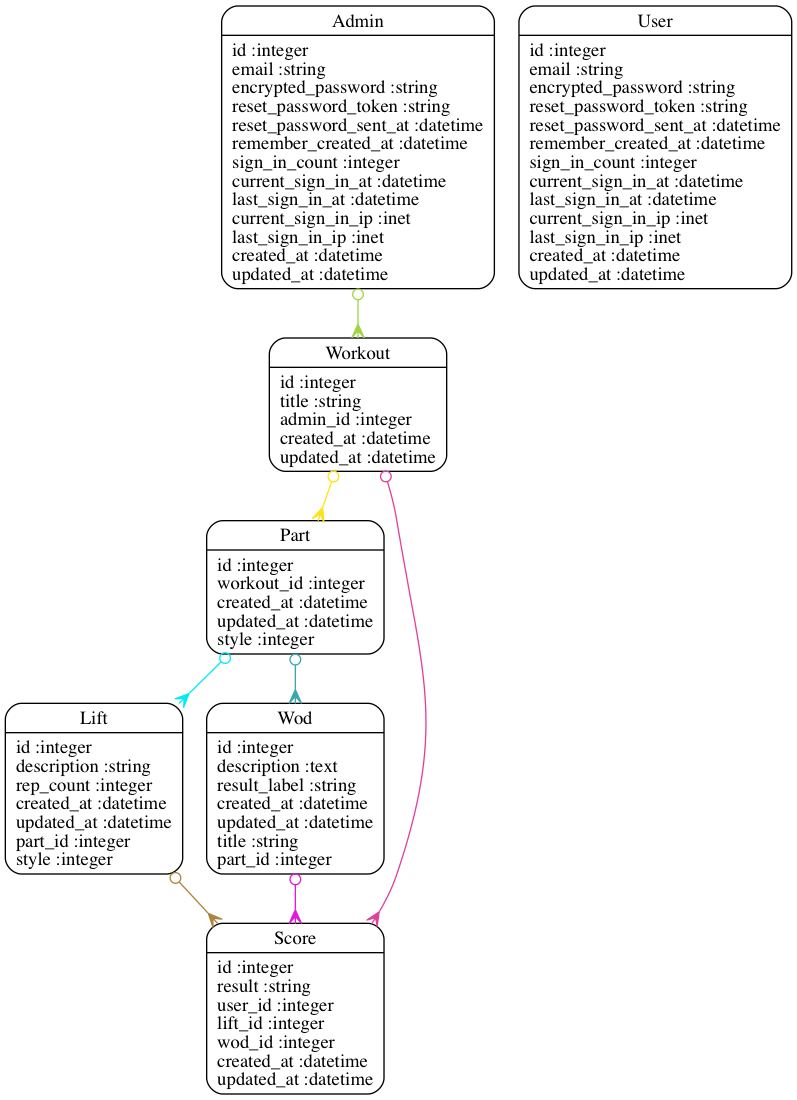 Admin
id :integer
email :string
encrypted_password :string
reset_password_token :string
reset_password_sent_at :datetime
remember_created_at :datetime
sign_in_count :integer
current_sign_in_at :datetime
last_sign_in_at :datetime
current_sign_in_ip :inet
last_sign_in_ip :inet
created_at :datetime
updated_at :datetime
User
id :integer
email :string
encrypted_password :string
reset_password_token :string
reset_password_sent_at :datetime
remember_created_at :datetime
sign_in_count :integer
current_sign_in_at :datetime
last_sign_in_at :datetime
current_sign_in_ip :inet
last_sign_in_ip :inet
created_at :datetime
updated_at :datetime
Workout
id :integer
title :string
admin_id :integer
created_at :datetime
updated_at :datetime
Part
id :integer
workout_id :integer
created_at :datetime
updated_at :datetime
style :integer
Lift
id :integer
description :string
rep_count :integer
created_at :datetime
updated_at :datetime
part_id :integer
style :integer
Wod
id :integer
description :text
result_label :string
created_at :datetime
updated_at :datetime
title :string
part_id :integer
Score
id :integer
result :string
user_id :integer
lift_id :integer
wod_id :integer
created_at :datetime
updated_at :datetime